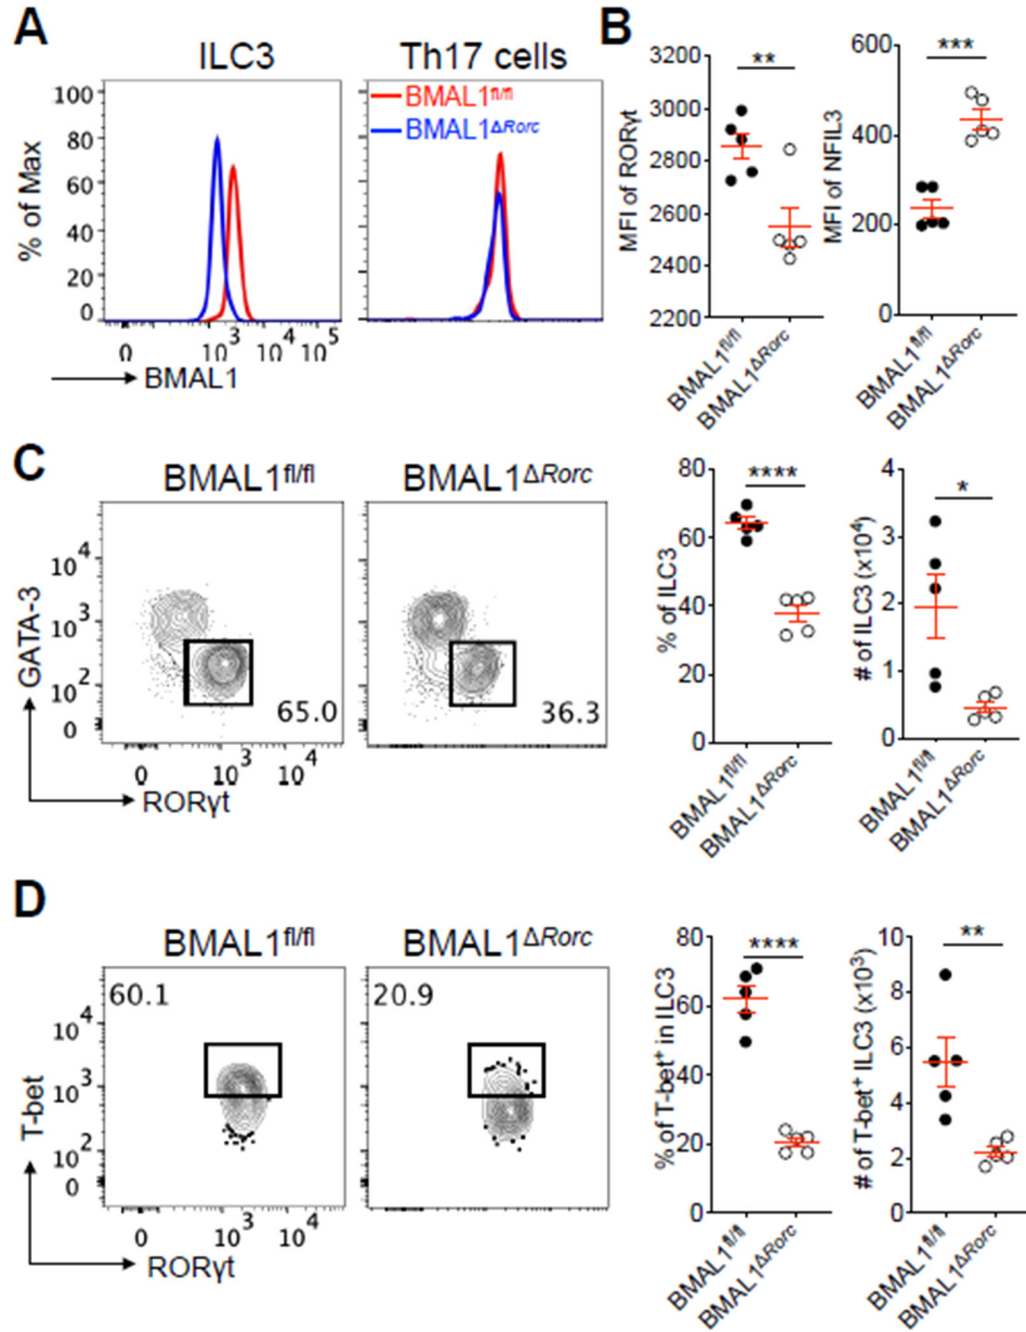 A
ILC3
Th17 cells
BMAL1fl/fl
BMAL1ΔRorc
% of Max
100
80
60
40
20
0
0 10 3 10 4 10 5
BMAL1
B
MFI of RORγt
3200
3000
2800
2600
2400
2200
**
BMAL1fl/fl
BMAL1ΔRorc
MFI of NFIL3
600
400
200
0
***
BMAL1fl/fl
BMAL1ΔRorc
C
BMAL1fl/fl
BMAL1ΔRorc
GATA-3
10 4
10 3
10 2
0
65.0
36.3
0 10 3 10 4
RORγt
% of ILC3
80
60
40
20
0
****
BMAL1fl/fl
BMAL1ΔRorc
# of ILC3 (x10 4)
4
3
2
1
0
*
BMAL1fl/fl
BMAL1ΔRorc
D
BMAL1fl/fl
BMAL1ΔRorc
60.1
20.9
T-bet
10 4
10 3
10 2
0
0 10 3 10 4
RORγt
% of T-bet+ in ILC3
80
60
40
20
0
****
BMAL1fl/fl
BMAL1ΔRorc
# of T-bet+ ILC3 (x10 3)
10
8
6
4
2
0
**
BMAL1fl/fl
BMAL1ΔRorc